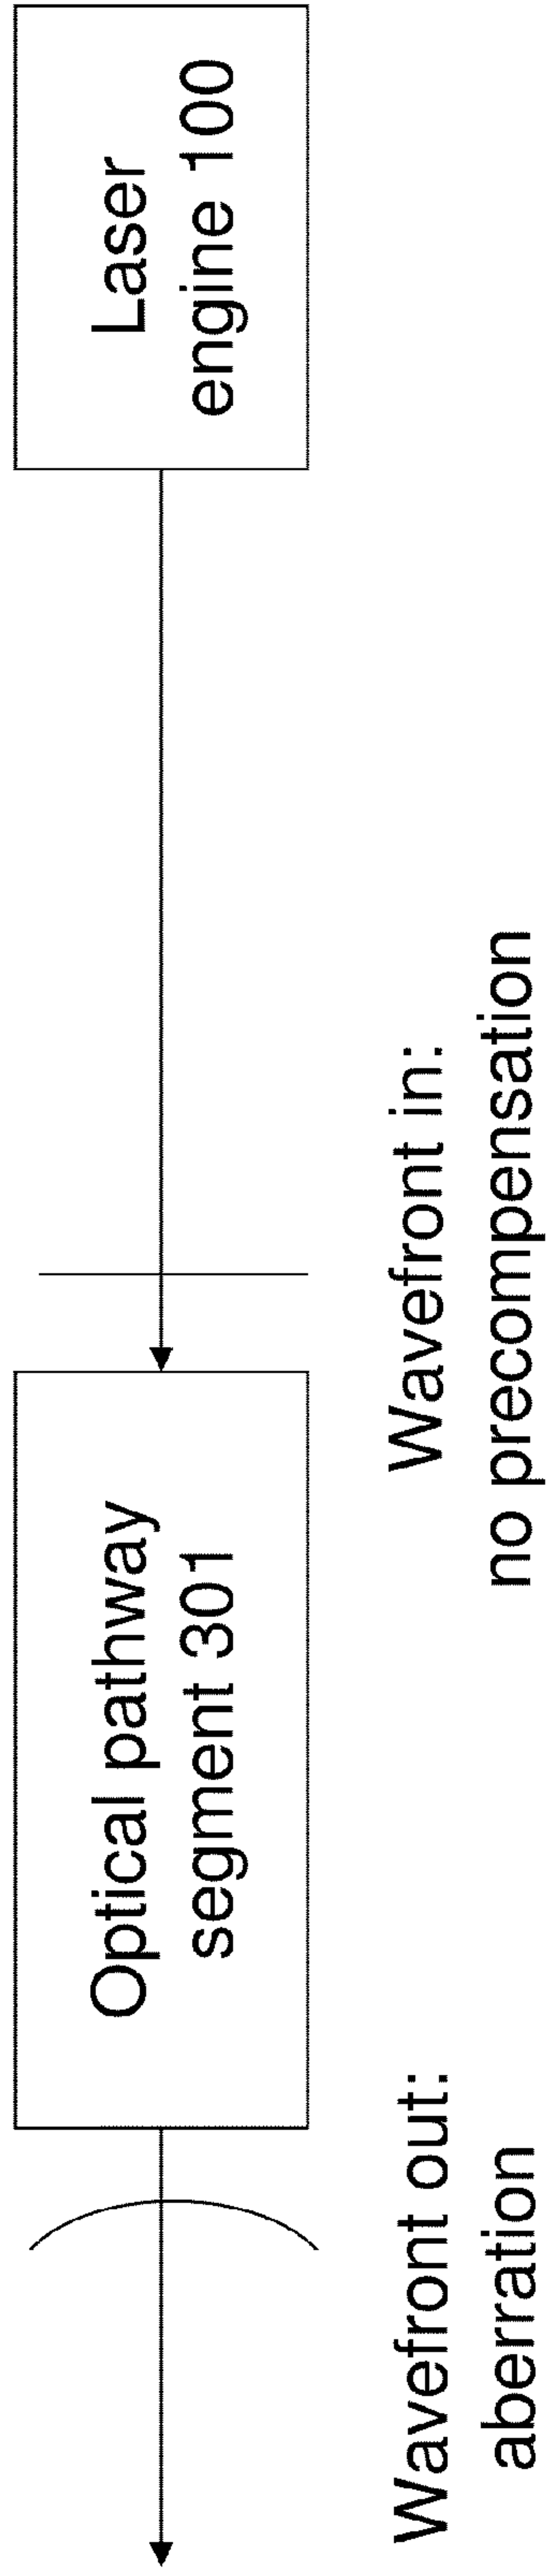 Laser
engine 100
Optical pathway
segment 301
Wavefront in:
no precompensation
Wavefront out:
aberration